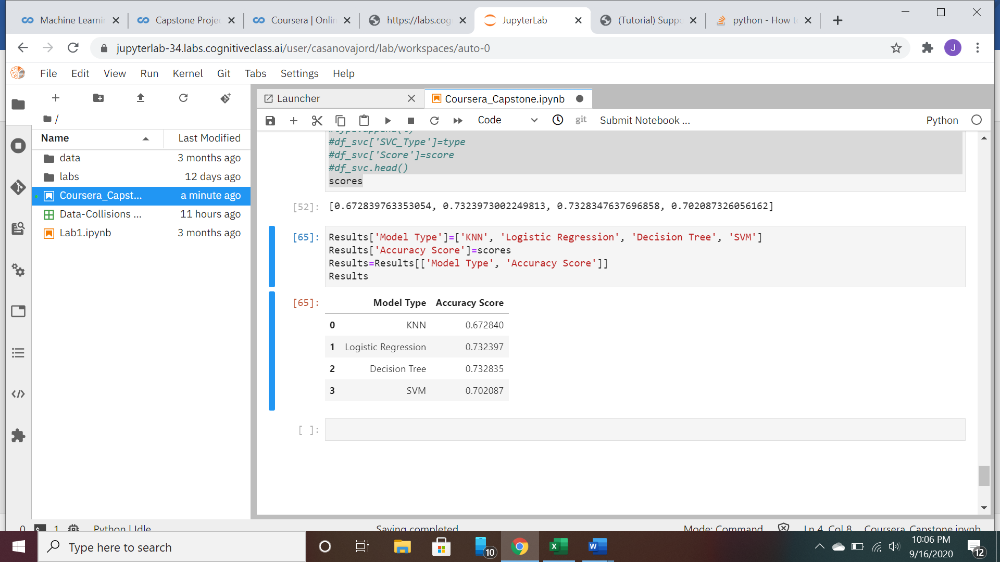 Machine Learnin
Capstone Projec
Coursera | Onlin
https://labs.cog
JupyterLab
(Tutorial) Suppo
python - How to
jupyterlab-34.labs.cognitiveclass.ai/user/casanovajord/lab/workspaces/auto-0
J
File Edit View Run Kernel Git Tabs Settings Help
Launcher
Coursera_Capstone.ipynb
/
Code
git
Submit Notebook ...
Python
Name Last Modified
data 3 months ago
labs 12 days ago
Coursera_Capst... a minute ago
Data-Collisions ... 11 hours ago
Lab1.ipynb 3 months ago
#type.append(0)
#df_svc['SVC_Type']=type
#df_svc['Score']=score
#df_svc.head()
scores
[52]: [0.672839763353054, 0.7323973002249813, 0.7328347637696858, 0.702087326056162]
[65]: Results['Model Type']=['KNN', 'Logistic Regression', 'Decision Tree', 'SVM']
Results['Accuracy Score']=scores
Results=Results[['Model Type', 'Accuracy Score']]
Results
[65]: Model Type Accuracy Score
0 KNN 0.672840
1 Logistic Regression 0.732397
2 Decision Tree 0.732835
3 SVM 0.702087
[ ]:
0 1 Python | Idle Saving completed Mode: Command Ln 4, Col 8 Coursera_Capstone.ipynb
Type here to search
10
10:06 PM
9/16/2020
12